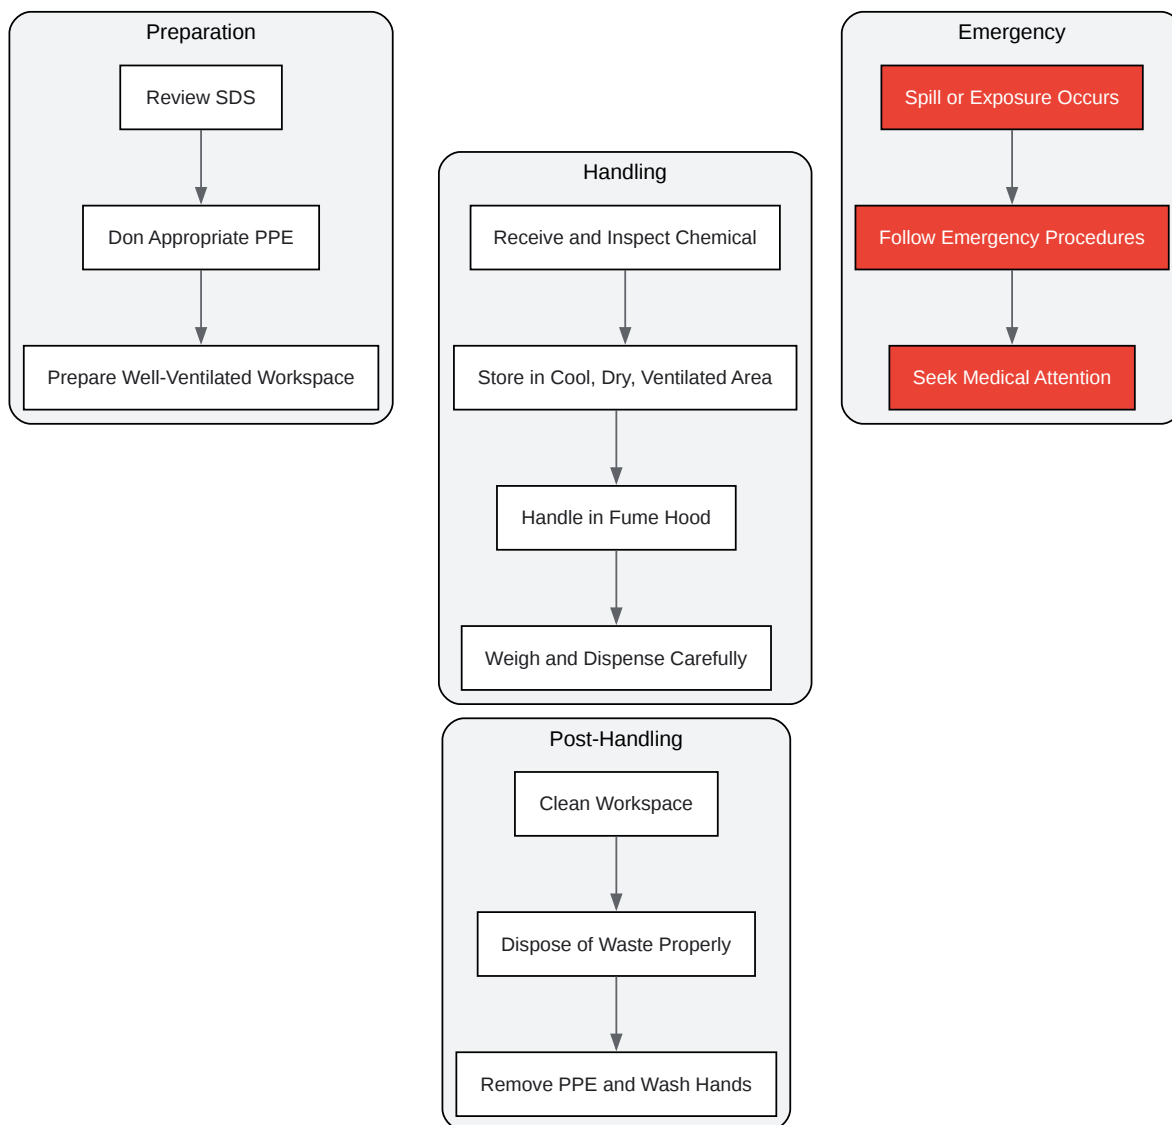 Preparation
Review SDS
Don Appropriate PPE
Prepare Well-Ventilated Workspace
Handling
Receive and Inspect Chemical
Store in Cool, Dry, Ventilated Area
Handle in Fume Hood
Weigh and Dispense Carefully
Post-Handling
Clean Workspace
Dispose of Waste Properly
Remove PPE and Wash Hands
Emergency
Spill or Exposure Occurs
Follow Emergency Procedures
Seek Medical Attention